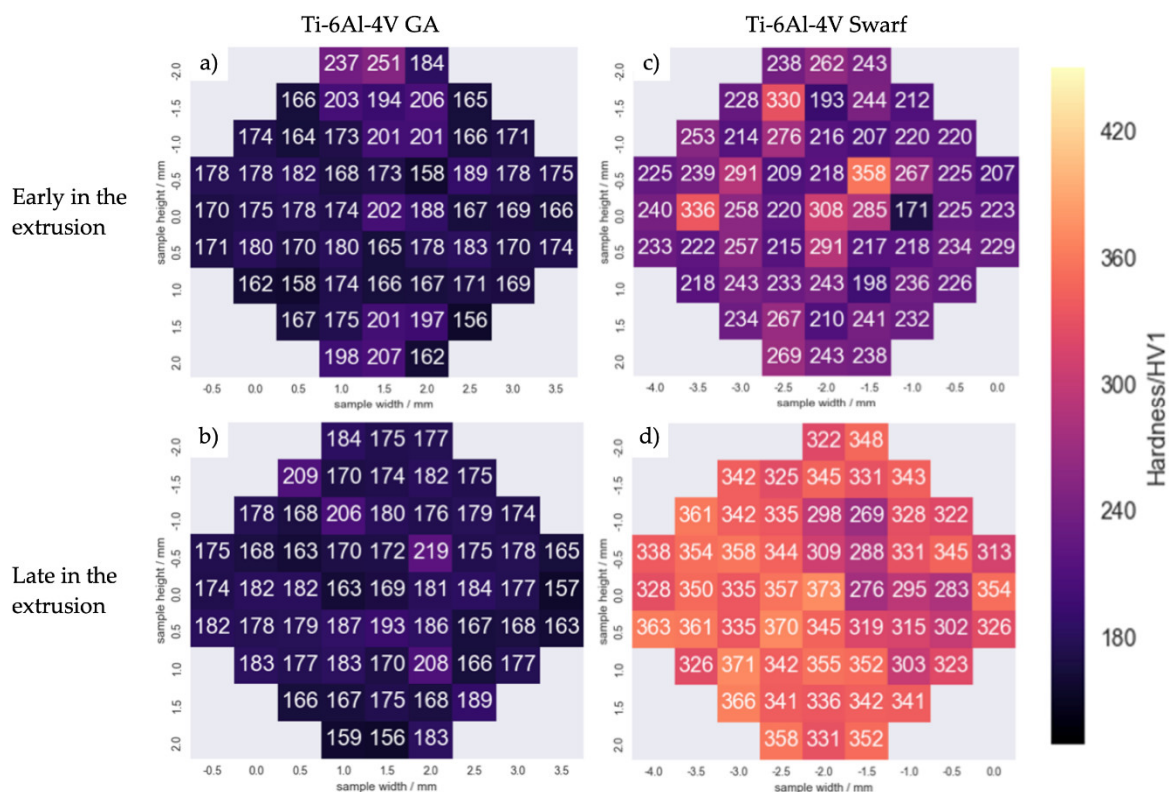 Ti-6Al-4V GA
Ti-6Al-4V Swarf
Early in the
extrusion
a)
sample height / mm
-2.0 237 251 184
-1.5 166 203 194 206 165
-1.0 174 164 173 201 201 166 171
-0.5 178 178 182 168 173 158 189 178 175
0.0 170 175 178 174 202 188 167 169 166
0.5 171 180 170 180 165 178 183 170 174
1.0 162 158 174 166 167 171 169
1.5 167 175 201 197 156
2.0 198 207 162
-0.5 0.0 0.5 1.0 1.5 2.0 2.5 3.0 3.5
sample width / mm
c)
sample height / mm
-2.0 238 262 243
-1.5 228 330 193 244 212
-1.0 253 214 276 216 207 220 220
-0.5 225 239 291 209 218 358 267 225 207
0.0 240 336 258 220 308 285 171 225 223
0.5 233 222 257 215 291 217 218 234 229
1.0 218 243 233 243 198 236 226
1.5 234 267 210 241 232
2.0 269 243 238
-4.0 -3.5 -3.0 -2.5 -2.0 -1.5 -1.0 -0.5 0.0
sample width / mm
Late in the
extrusion
b)
sample height / mm
-2.0 184 175 177
-1.5 209 170 174 182 175
-1.0 178 168 206 180 176 179 174
-0.5 175 168 163 170 172 219 175 178 165
0.0 174 182 182 163 169 181 184 177 157
0.5 182 178 179 187 193 186 167 168 163
1.0 183 177 183 170 208 166 177
1.5 166 167 175 168 189
2.0 159 156 183
-0.5 0.0 0.5 1.0 1.5 2.0 2.5 3.0 3.5
sample width / mm
d)
sample height / mm
-2.0 322 348
-1.5 342 325 345 331 343
-1.0 361 342 335 298 269 328 322
-0.5 338 354 358 344 309 288 331 345 313
0.0 328 350 335 357 373 276 295 283 354
0.5 363 361 335 370 345 319 315 302 326
1.0 326 371 342 355 352 303 323
1.5 366 341 336 342 341
2.0 358 331 352
-4.0 -3.5 -3.0 -2.5 -2.0 -1.5 -1.0 -0.5 0.0
sample width / mm
420
360
300
240
180
Hardness/HV1